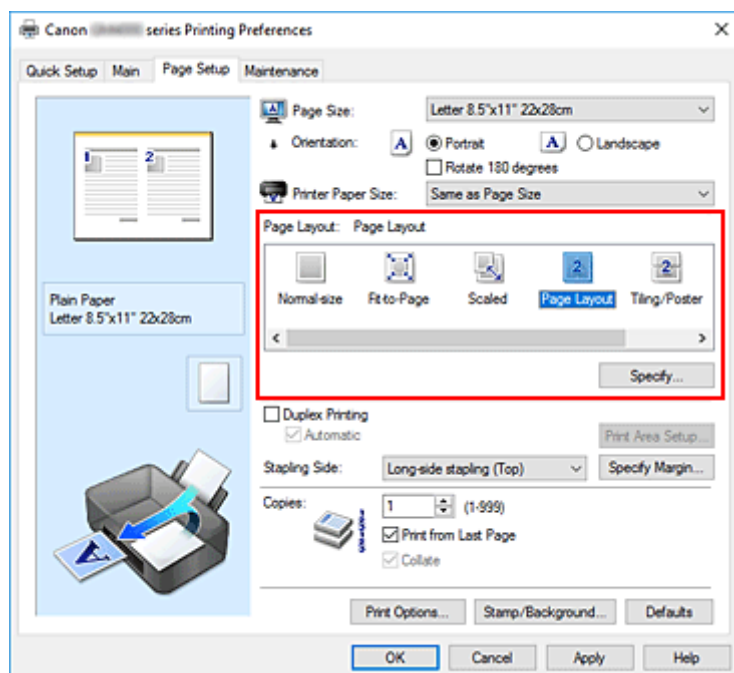 Canon series Printing Preferences
Quick Setup Main Page Setup Maintenance
1 2
Plain Paper
Letter 8.5"x11" 22x28cm
A
Page Size: Letter 8.5"x11" 22x28cm
Orientation: A Portrait A Landscape
Rotate 180 degrees
Printer Paper Size: Same as Page Size
Page Layout: Page Layout
2 2
Normal-size Fit-to-Page Scaled Page Layout Tiling/Poster
Specify...
Duplex Printing
Automatic Print Area Setup...
Stapling Side: Long-side stapling (Top) Specify Margin...
Copies: 1 (1-999)
Print from Last Page
Collate
Print Options... Stamp/Background... Defaults
OK Cancel Apply Help